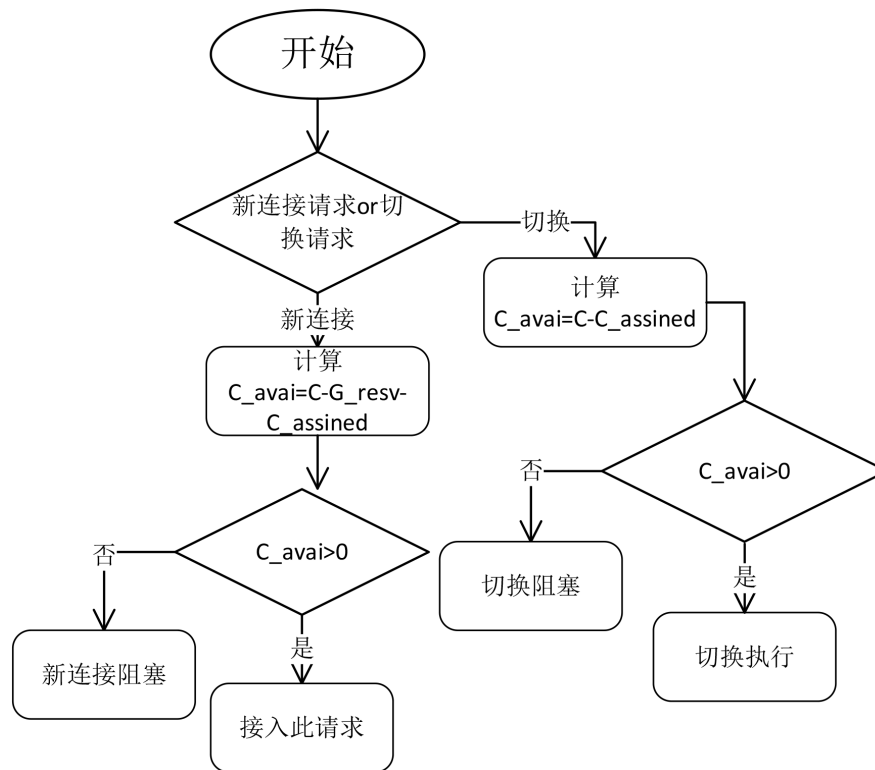 开始
新连接请求or切
换请求
切换
计算
C_avai=C-C_assined
新连接
计算
C_avai=C-G_resv-
C_assined
C_avai>0
否
切换阻塞
是
切换执行
C_avai>0
否
新连接阻塞
是
接入此请求